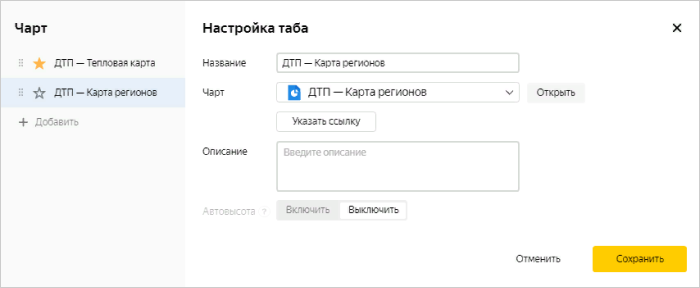 Чарт
Настройка таба
ДТП — Тепловая карта
ДТП — Карта регионов
Добавить
Название
ДТП — Карта регионов
Чарт
ДТП — Карта регионов
Открыть
Указать ссылку
Описание
Введите описание
Автовысота ?
Включить
Выключить
Отменить
Сохранить